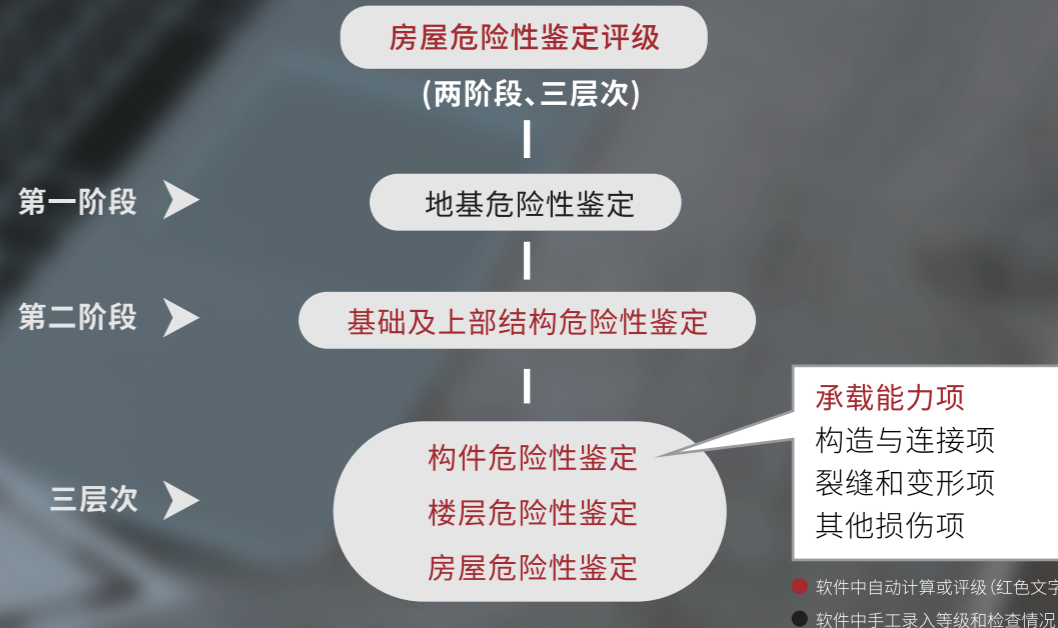 房屋危险性鉴定评级
(两阶段、三层次)
第一阶段
地基危险性鉴定
第二阶段
基础及上部结构危险性鉴定
三层次
构件危险性鉴定
楼层危险性鉴定
房屋危险性鉴定
承载能力项
构造与连接项
裂缝和变形项
其他损伤项
软件中自动计算或评级(红色文字
软件中手工录入等级和检查情况